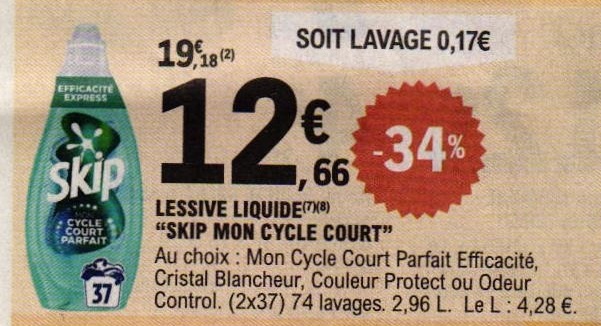 SOIT LAVAGE 0,17€
19€,18(2)
12€,66
-34%
EFFICACITÉ
EXPRESS
Skip
MON
CYCLE
COURT
PARFAIT
37
LESSIVE LIQUIDE(7)(8)
“SKIP MON CYCLE COURT”
Au choix : Mon Cycle Court Parfait Efficacité,
Cristal Blancheur, Couleur Protect ou Odeur
Control. (2x37) 74 lavages. 2,96 L. Le L : 4,28 €.